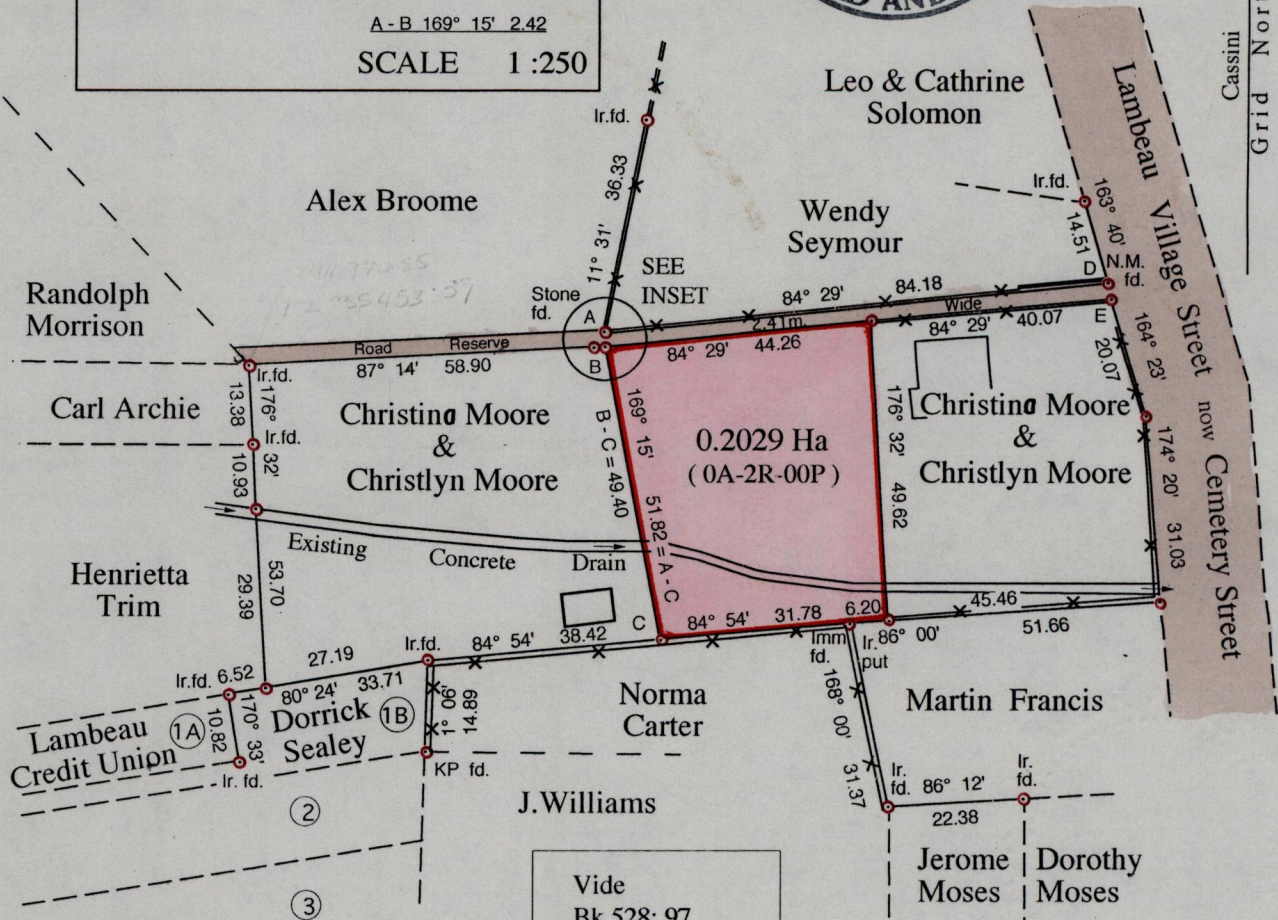 A - B 169° 15' 2.42
SCALE 1 :250
AND
Cassini
Grid
Leo & Cathrine
Solomon
Lambeau Village Street now Cemetery Street
Ir.fd.
36.33
11° 31'
Alex Broome
Wendy
Seymour
Ir.fd.
163° 40'
14.51
D
N.M.
fd.
SEE
INSET
Randolph
Morrison
Stone
fd.
A
84° 29' 84.18
2.41m. Wide
E
84° 29' 40.07
Road Reserve
87° 14' 58.90
B
84° 29' 44.26
Ir.fd.
13.38
176° 32'
164° 23'
20.07
Carl Archie
Ir.fd.
10.93
Christina Moore
&
Christlyn Moore
169° 15'
B - C = 49.40
51.82 = A - C
0.2029 Ha
( 0A-2R-00P )
176° 32'
49.62
Christina Moore
&
Christlyn Moore
174° 20' 31.03
Existing Concrete Drain
Henrietta
Trim
29.39
53.70
C
84° 54' 31.78
6.20
45.46
86° 00' 51.66
Ir.fd.
84° 54' 38.42
Imm
fd.
Ir.
put
27.19
80° 24' 33.71
Ir.fd. 6.52
1° 06'
14.89
Norma
Carter
168° 00' 31.37
Martin Francis
Lambeau
Credit Union
1A
10.82
170° 33'
Dorrick
Sealey
1B
Ir. fd.
KP fd.
J.Williams
Ir.
fd.
86° 12'
22.38
Ir.
fd.
2
3
Jerome
Moses
Dorothy
Moses
Vide
Bk 528: 97